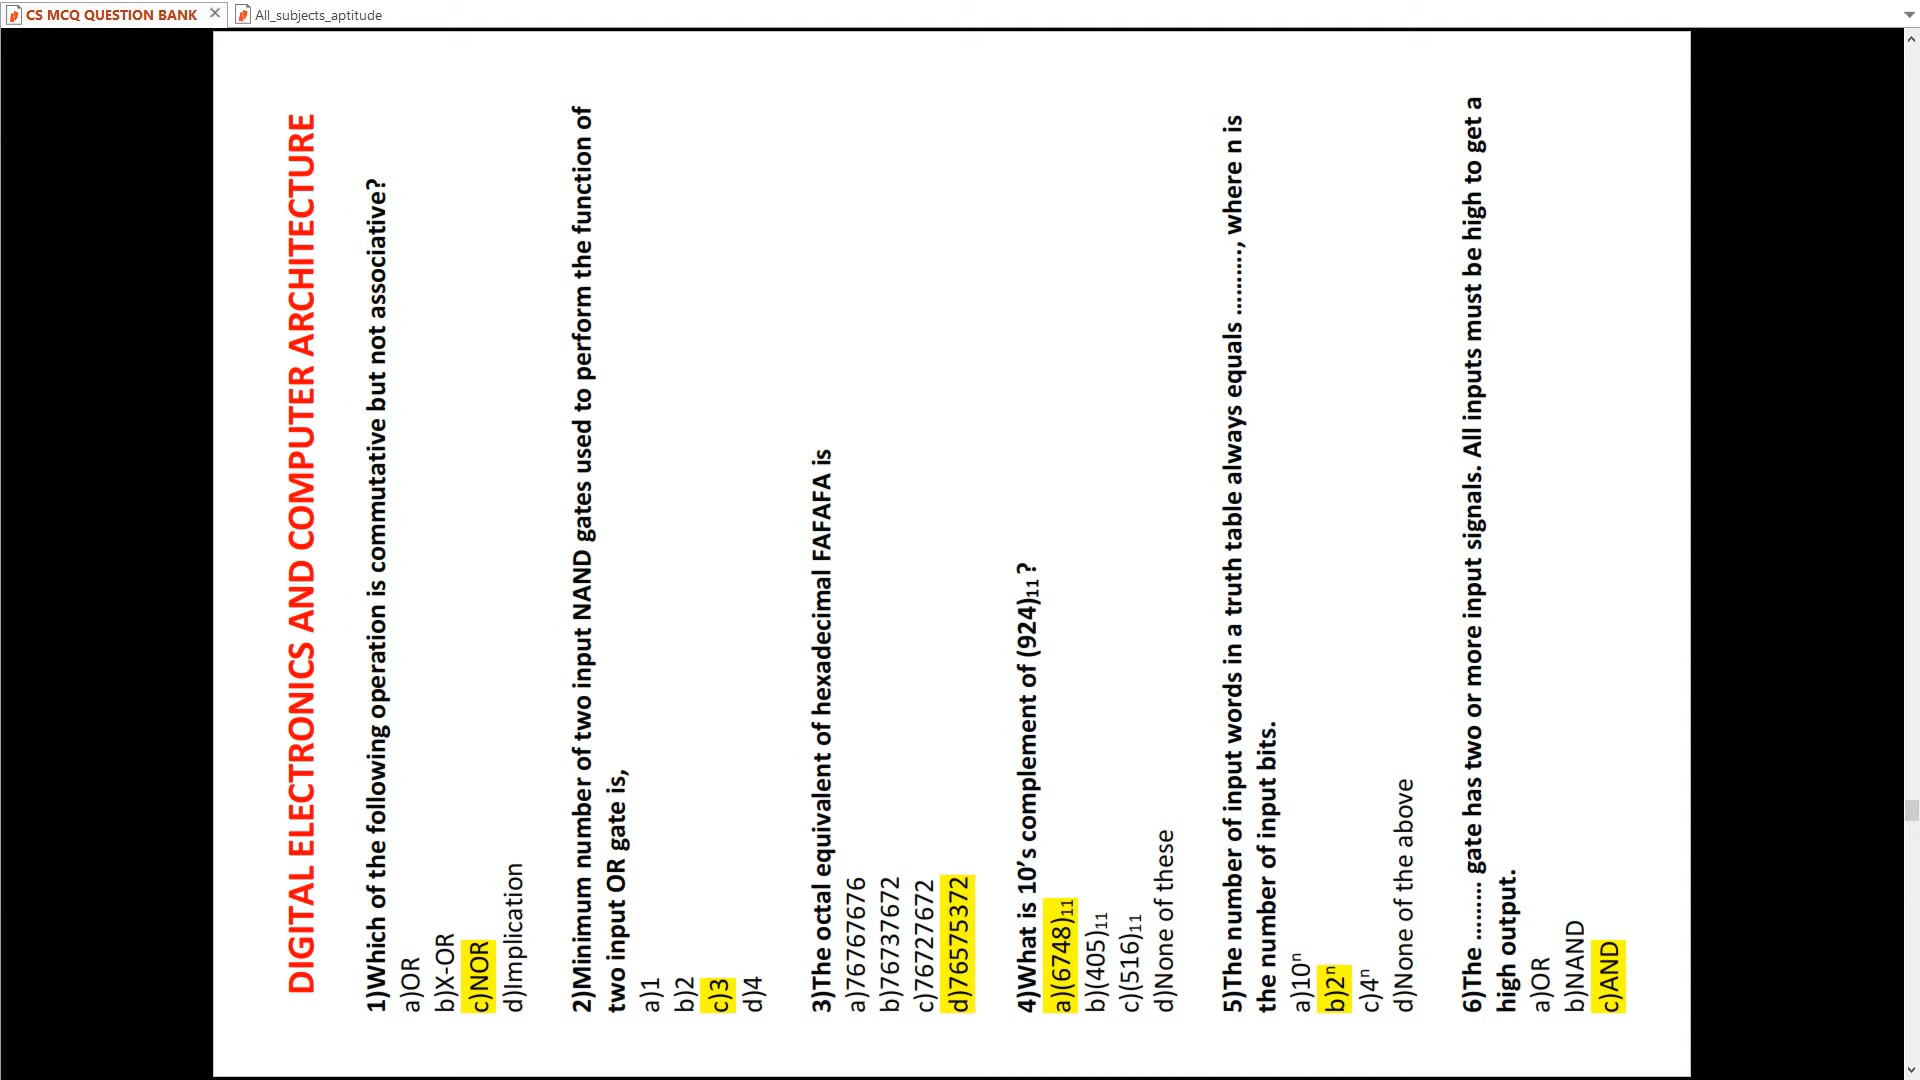 CS MCQ QUESTION BANK
All_subjects_aptitude
DIGITAL ELECTRONICS AND COMPUTER ARCHITECTURE
1)Which of the following operation is commutative but not associative?
a)OR
b)X-OR
c)NOR
d)Implication
2)Minimum number of two input NAND gates used to perform the function of
two input OR gate is,
a)1
b)2
c)3
d)4
3)The octal equivalent of hexadecimal FAFAFA is
a)76767676
b)76737672
c)76727672
d)76575372
4)What is 10’s complement of (924)₁₁?
a)(6748)₁₁
b)(405)₁₁
c)(516)₁₁
d)None of these
5)The number of input words in a truth table always equals .........., where n is
the number of input bits.
a)10ⁿ
b)2ⁿ
c)4ⁿ
d)None of the above
6)The ........ gate has two or more input signals. All inputs must be high to get a
high output.
a)OR
b)NAND
c)AND